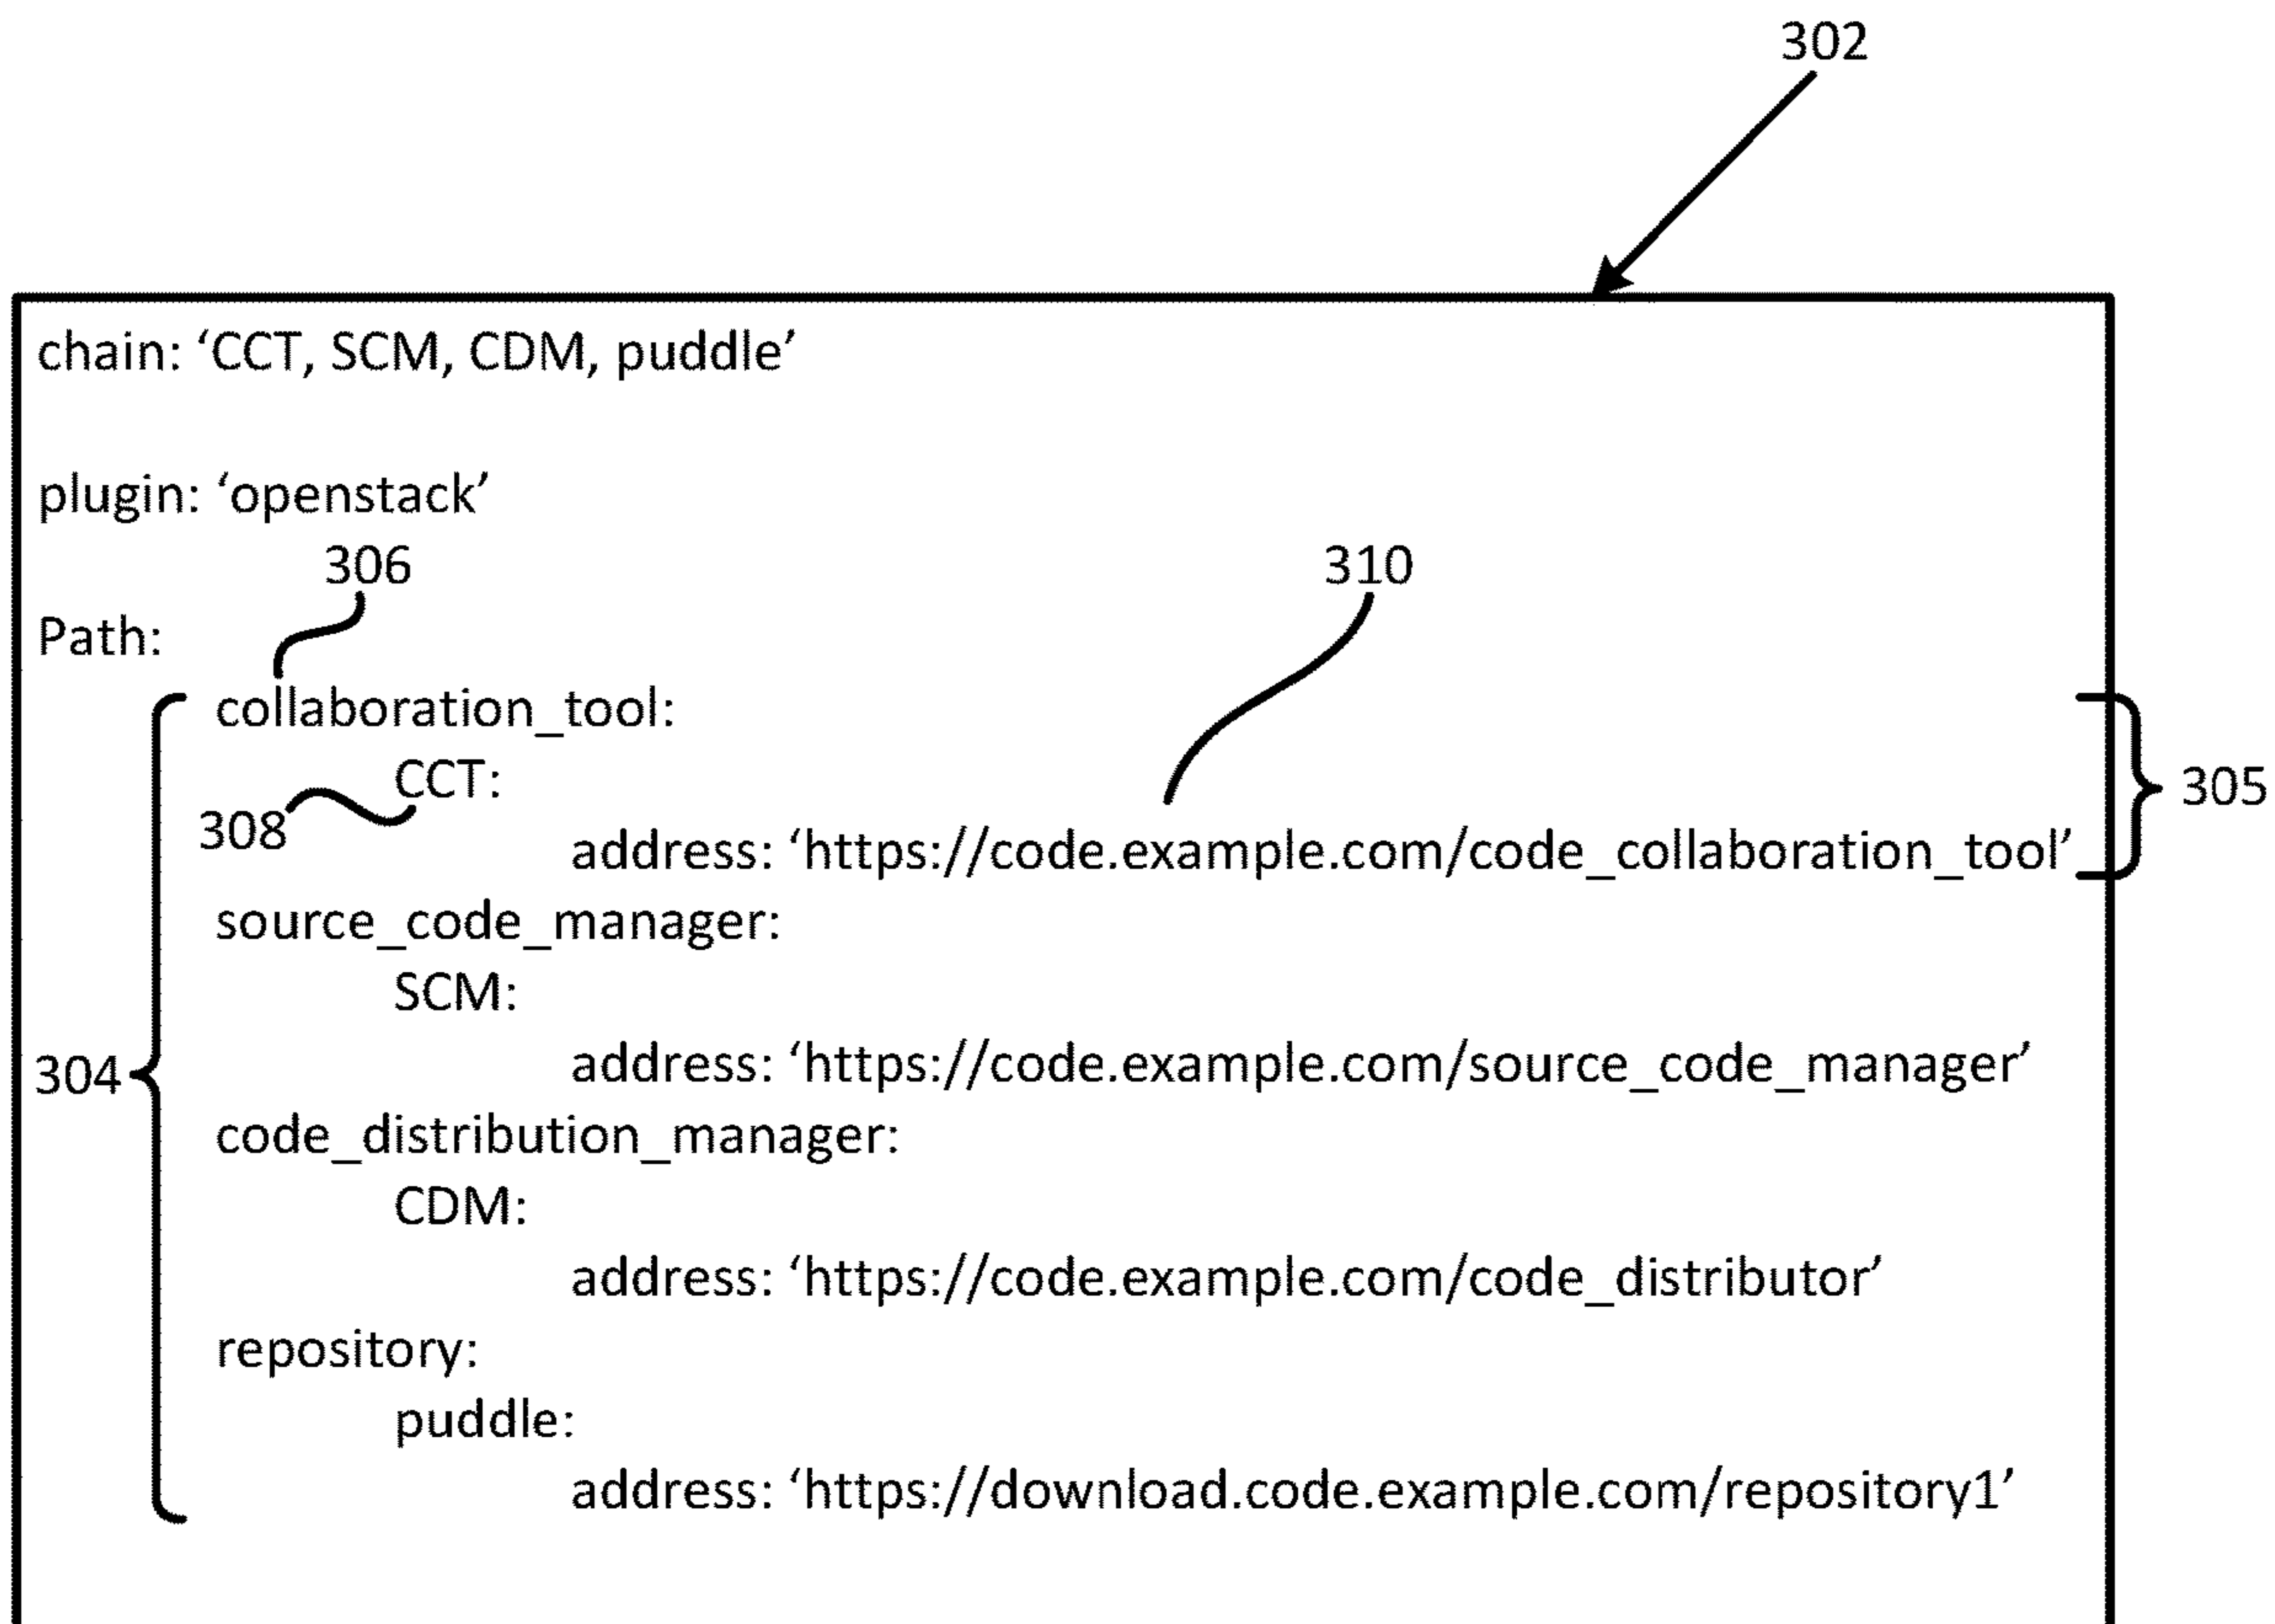 302
chain: ‘CCT, SCM, CDM, puddle’
plugin: ‘openstack’
306
310
Path:
collaboration_tool:
CCT:
305
308
address: ‘https://code.example.com/code_collaboration_tool’
source_code_manager:
SCM:
304
address: ‘https://code.example.com/source_code_manager’
code_distribution_manager:
CDM:
address: ‘https://code.example.com/code_distributor’
repository:
puddle:
address: ‘https://download.code.example.com/repository1’